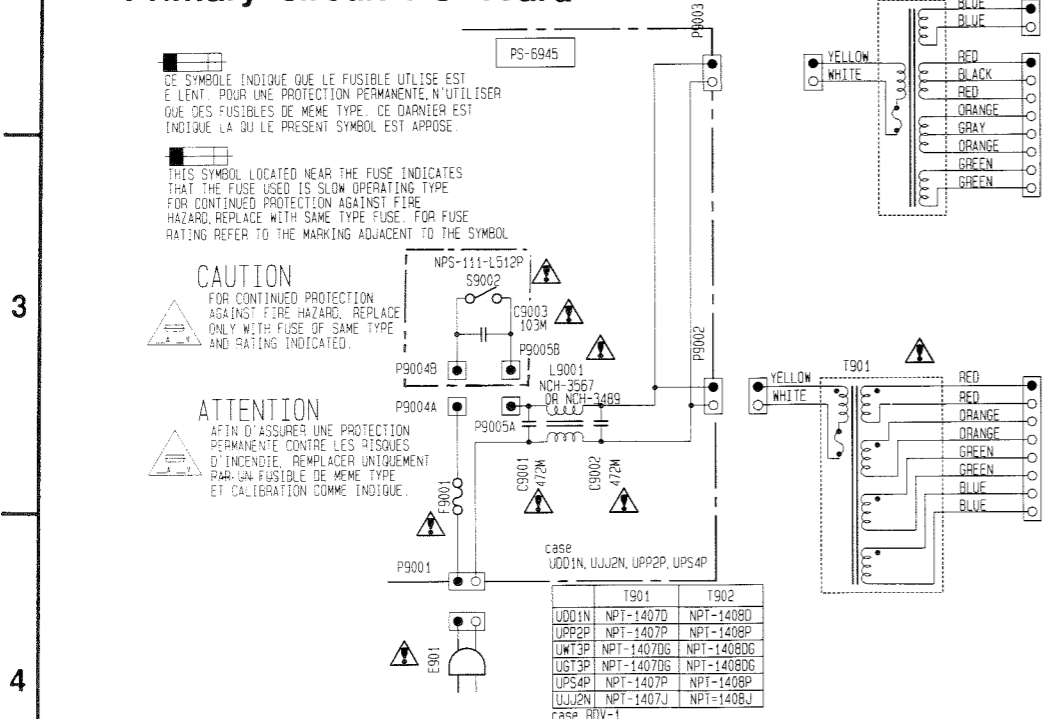 P9003
PS-6945
CE SYMBOLE INDIQUE QUE LE FUSIBLE UTLISE EST
E LENT. POUR UNE PROTECTION PERMANENTE, N'UTILISER
QUE DES FUSIBLES DE MEME TYPE. CE DARNIER EST
INDIQUE LA QU LE PRESENT SYMBOL EST APPOSE.
THIS SYMBOL LOCATED NEAR THE FUSE INDICATES
THAT THE FUSE USED IS SLOW OPERATING TYPE
FOR CONTINUED PROTECTION AGAINST FIRE
HAZARD, REPLACE WITH SAME TYPE FUSE. FOR FUSE
RATING REFER TO THE MARKING ADJACENT TO THE SYMBOL
BLUE
BLUE
YELLOW
WHITE
RED
BLACK
RED
ORANGE
GRAY
ORANGE
GREEN
GREEN
3
CAUTION
FOR CONTINUED PROTECTION
AGAINST FIRE HAZARD, REPLACE
ONLY WITH FUSE OF SAME TYPE
AND RATING INDICATED.
A V
NPS-111-L512P
S9002
C9003
103M
P9005B
P9004B
L9001
NCH-3567
OR NCH-3489
P9002
P9004A
P9005A
C9001
472M
C9002
472M
ATTENTION
AFIN D'ASSURER UNE PROTECTION
PERMANENTE CONTRE LES RISQUES
D'INCENDIE, REMPLACER UNIQUEMENT
PAR UN FUSIBLE DE MEME TYPE
ET CALIBRATION COMME INDIQUE.
A V
F9001
P9001
E901
T901
YELLOW
WHITE
RED
RED
ORANGE
ORANGE
GREEN
GREEN
BLUE
BLUE
case
UDD1N, UJJ2N, UPP2P, UPS4P
T901 T902
UDD1N NPT-1407D NPT-1408D
UPP2P NPT-1407P NPT-1408P
UWT3P NPT-1407DG NPT-1408DG
UGT3P NPT-1407DG NPT-1408DG
UPS4P NPT-1407P NPT-1408P
UJJ2N NPT-1407J NPT=1408J
case RDV-1
4